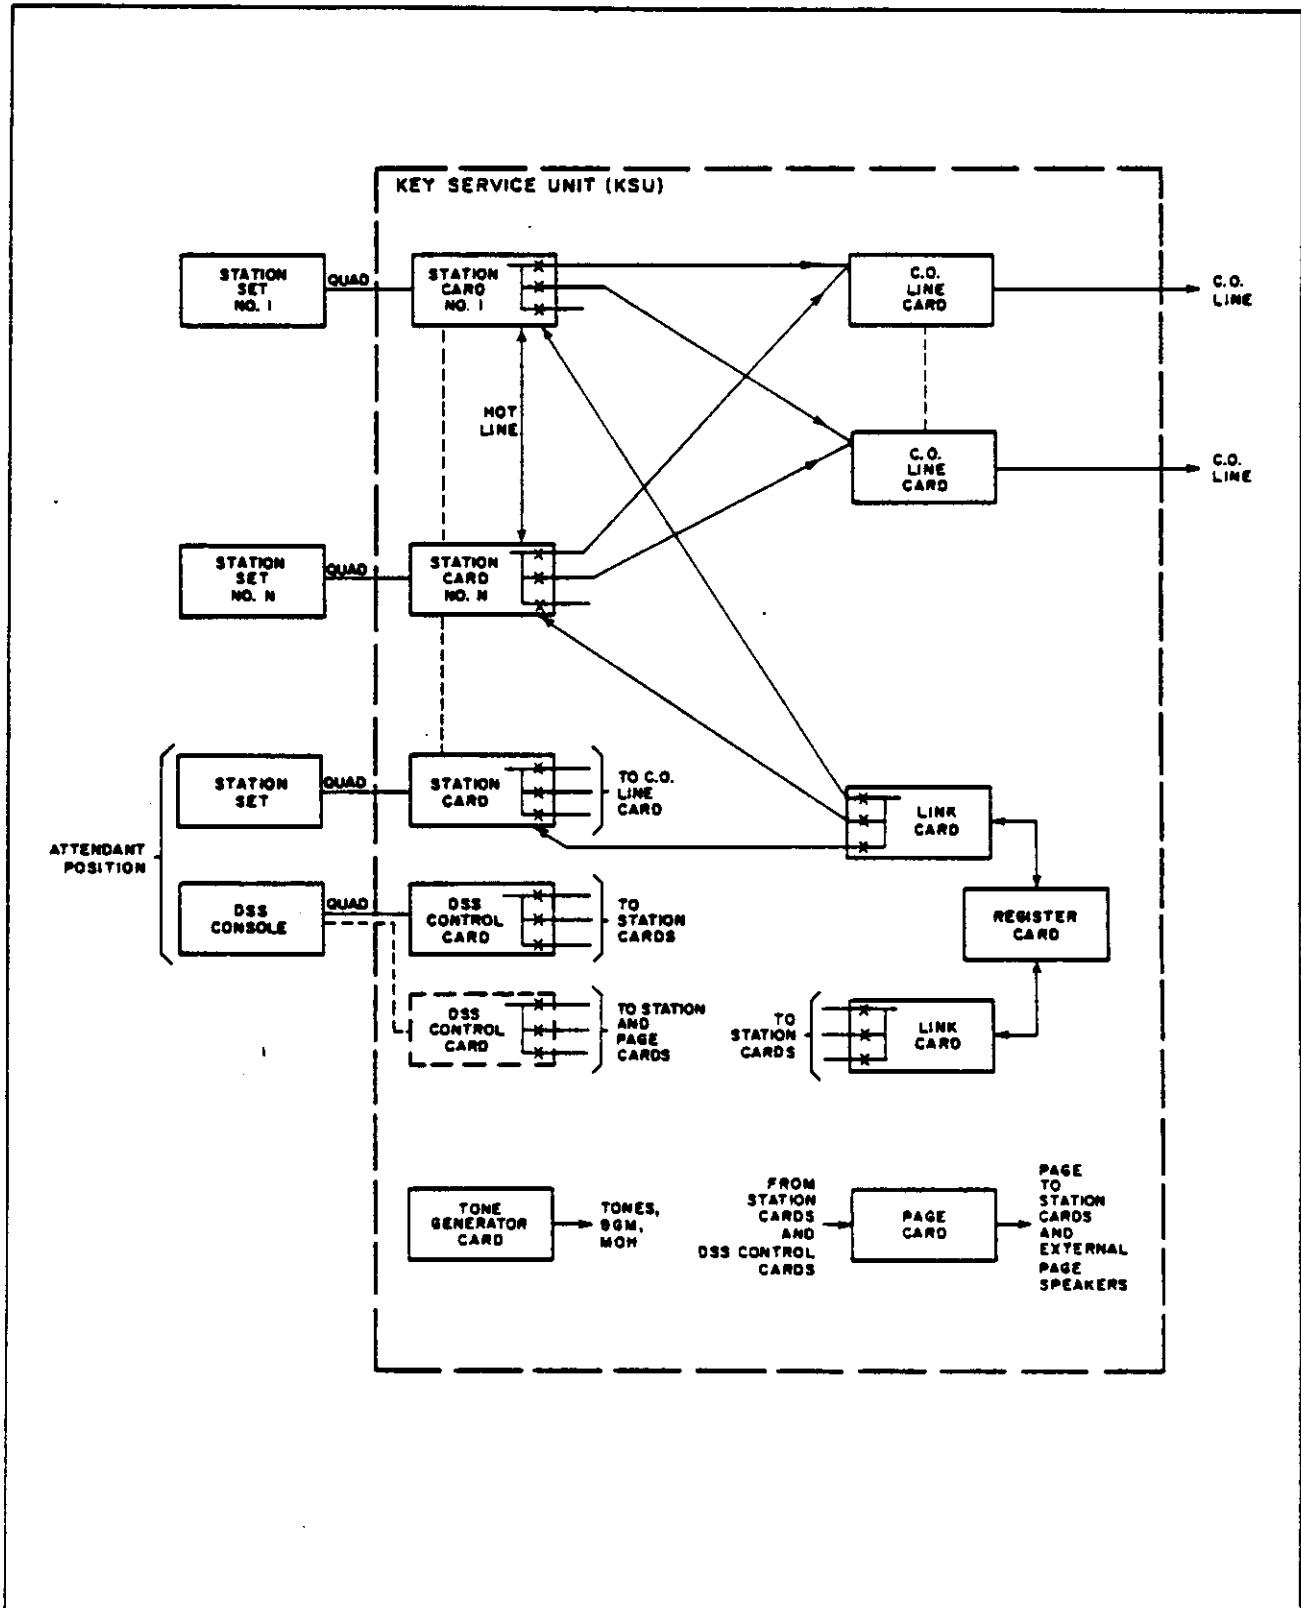 KEY SERVICE UNIT (KSU)
STATION
SET
NO. 1
QUAD
STATION
CARD
NO. 1
C.O.
LINE
CARD
C.O.
LINE
HOT
LINE
C.O.
LINE
CARD
C.O.
LINE
STATION
SET
NO. N
QUAD
STATION
CARD
NO. N
ATTENDANT
POSITION
STATION
SET
QUAD
STATION
CARD
TO C.O.
LINE
CARD
LINK
CARD
DSS
CONSOLE
QUAD
DSS
CONTROL
CARD
TO
STATION
CARDS
REGISTER
CARD
DSS
CONTROL
CARD
TO STATION
AND
PAGE
CARDS
TO
STATION
CARDS
LINK
CARD
TONE
GENERATOR
CARD
TONES,
BGM,
MOH
FROM
STATION
CARDS
AND
DSS CONTROL
CARDS
PAGE
CARD
PAGE
TO
STATION
CARDS
AND
EXTERNAL
PAGE
SPEAKERS